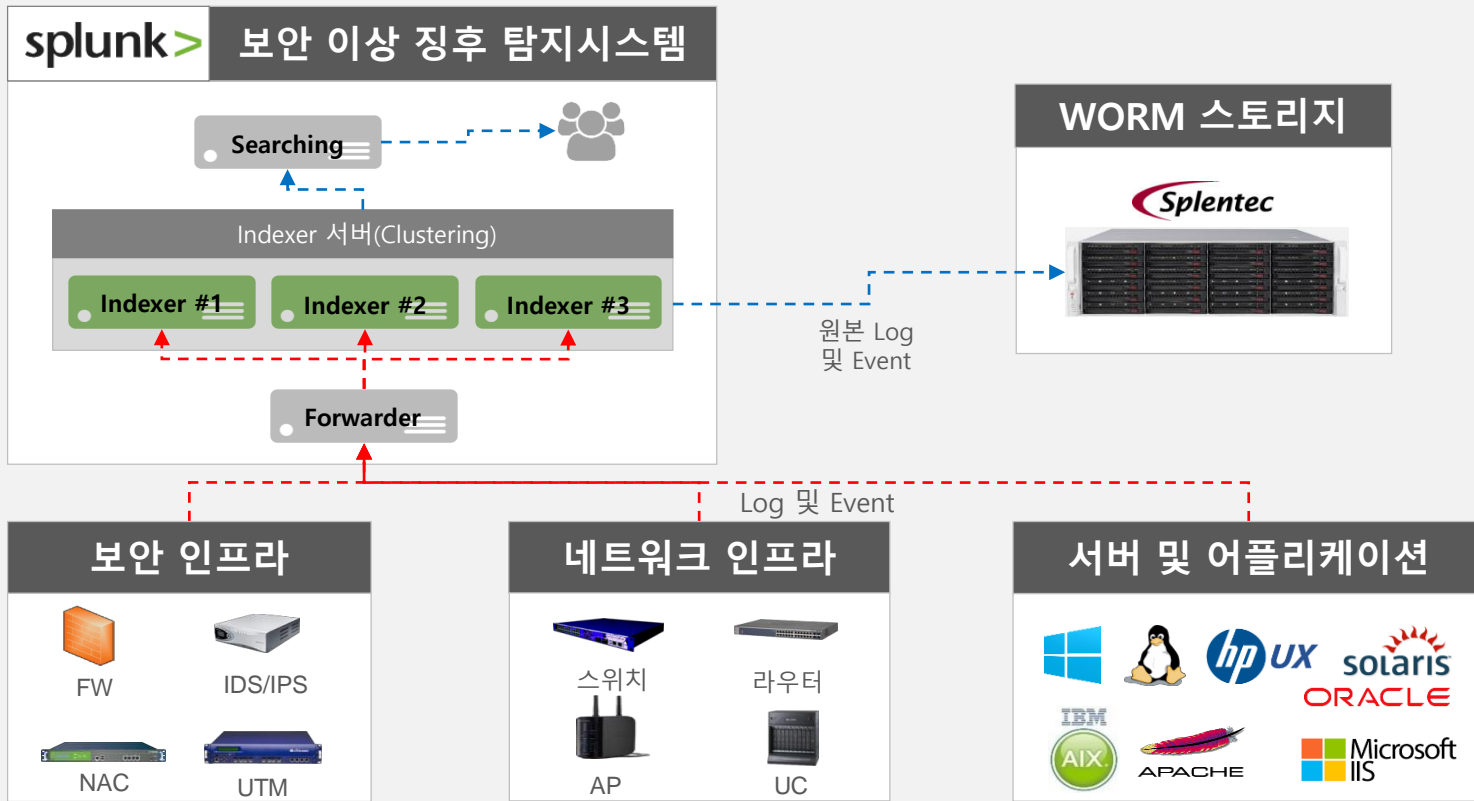 splunk>
보안 이상 징후 탐지시스템
Searching
Indexer 서버(Clustering)
Indexer #1
Indexer #2
Indexer #3
Forwarder
WORM 스토리지
Splentec
원본 Log
및 Event
Log 및 Event
보안 인프라
FW
IDS/IPS
NAC
UTM
네트워크 인프라
스위치
라우터
AP
UC
서버 및 어플리케이션
hp UX
solaris
ORACLE
IBM
AIX
APACHE
Microsoft
IIS